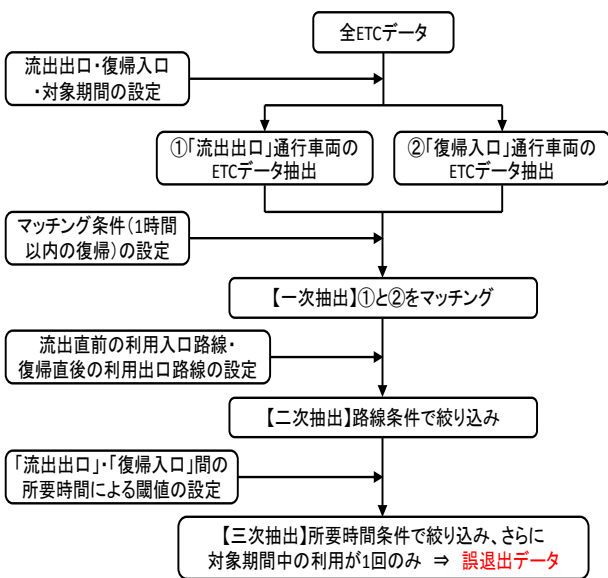 全ETCデータ
流出出口・復帰入口
・対象期間の設定
①「流出出口」通行車両の
ETCデータ抽出
②「復帰入口」通行車両の
ETCデータ抽出
マッチング条件(1時間
以内の復帰)の設定
【一次抽出】①と②をマッチング
流出直前の利用入口路線・
復帰直後の利用出口路線の設定
【二次抽出】路線条件で絞り込み
「流出出口」・「復帰入口」間の
所要時間による閾値の設定
【三次抽出】所要時間条件で絞り込み、さらに
対象期間中の利用が1回のみ ⇒ 誤退出データ